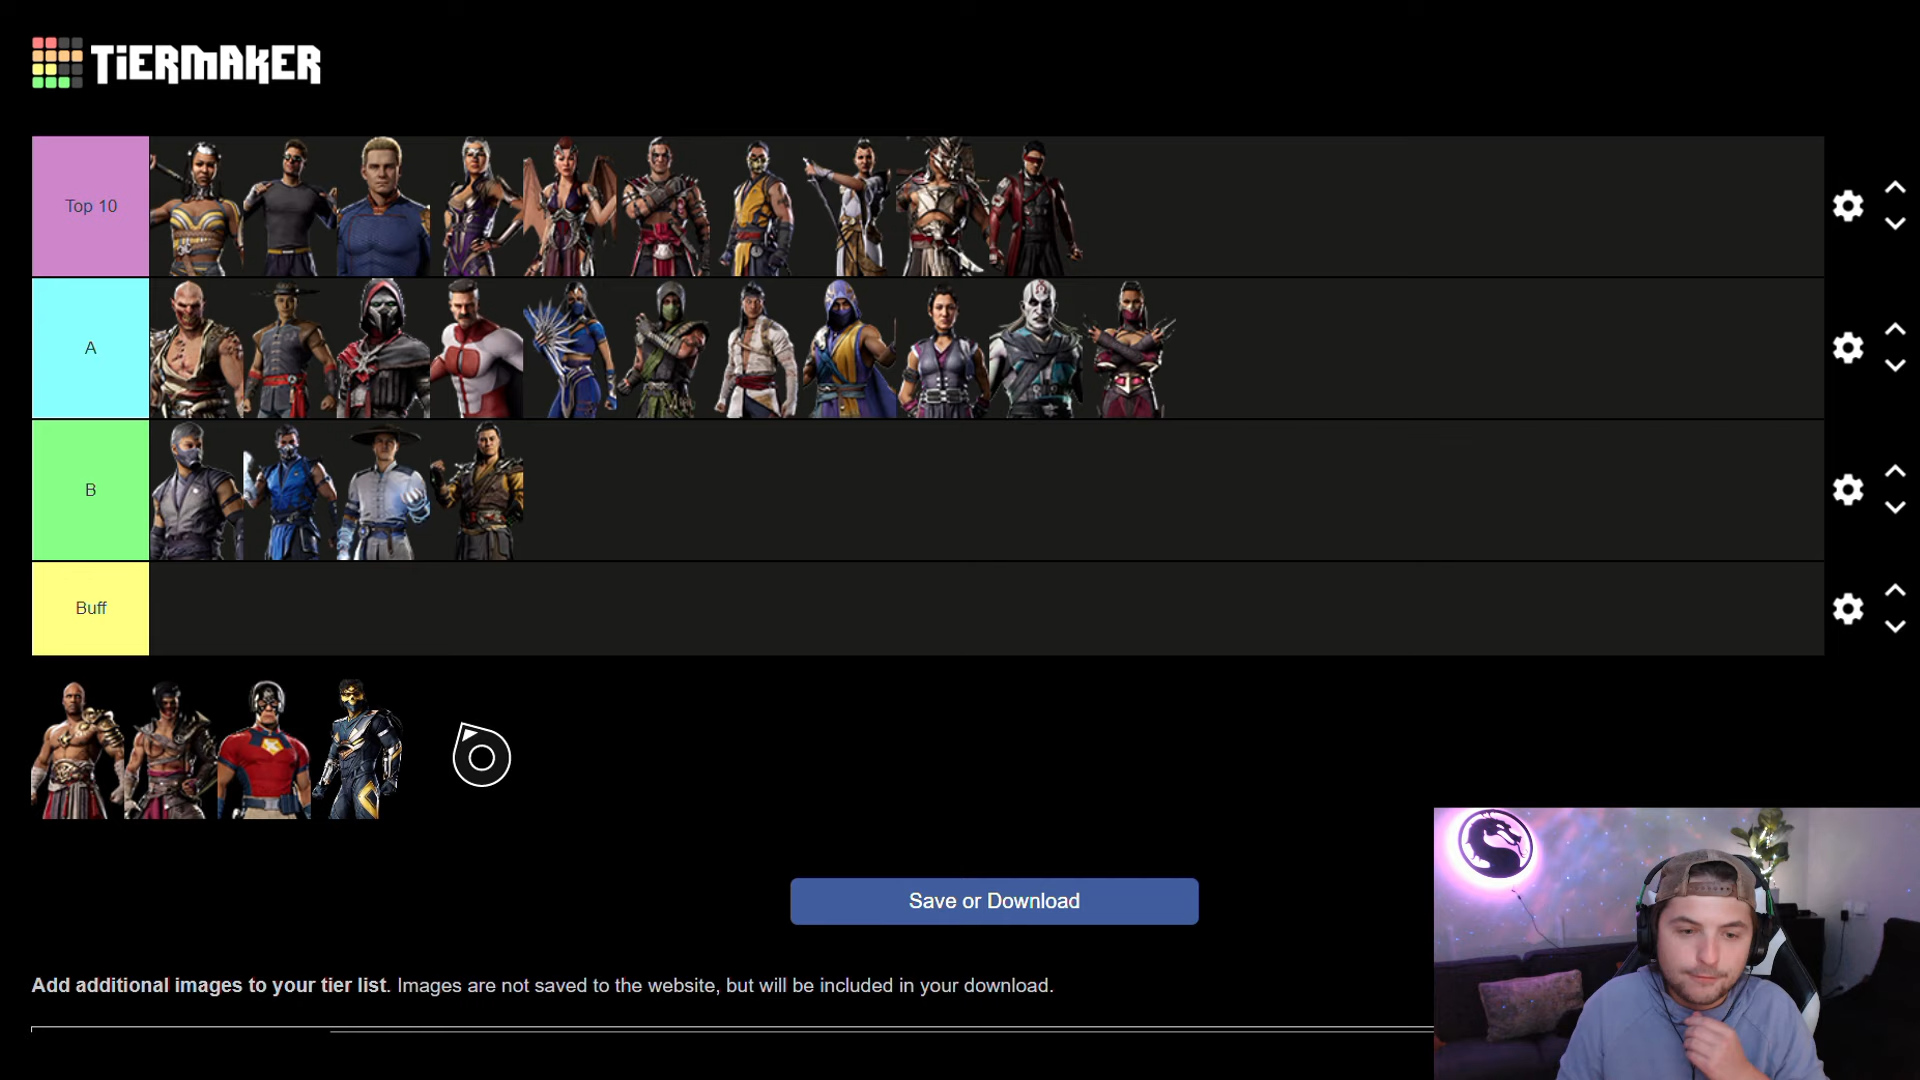 TiERMAKER
Top 10
A
B
Buff
Save or Download
Add additional images to your tier list. Images are not saved to the website, but will be included in your download.